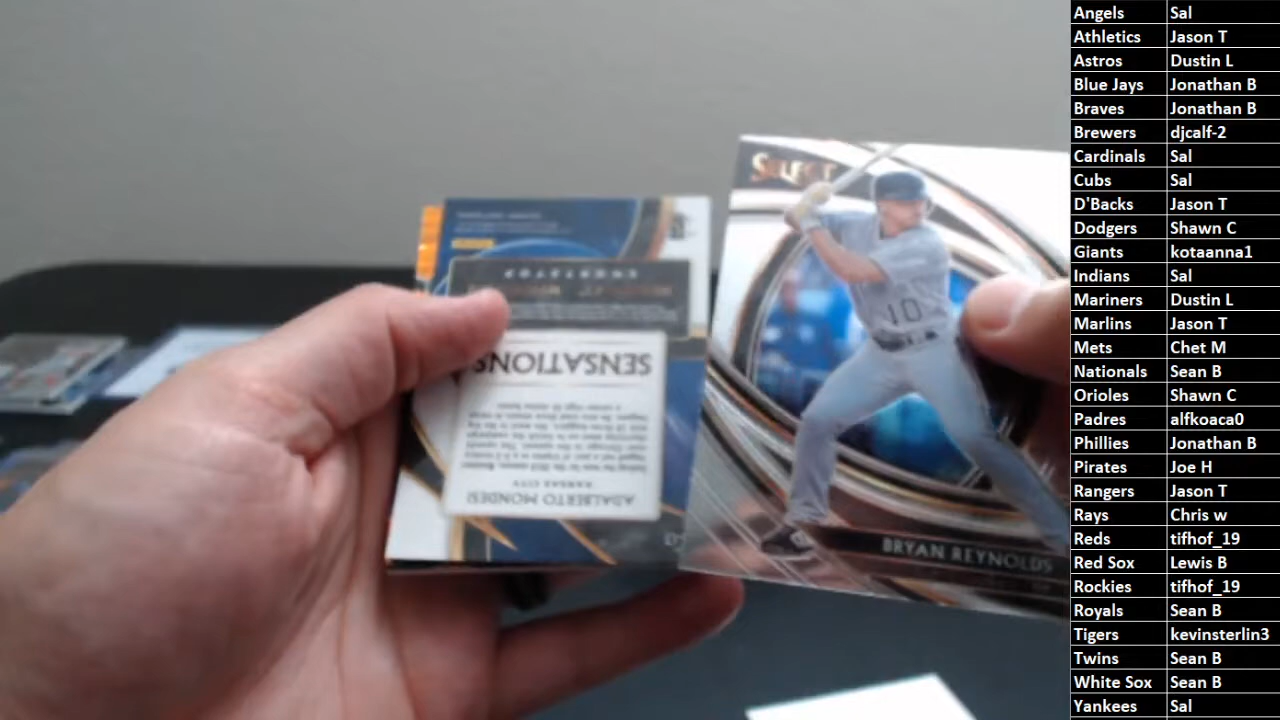 SELECT
10
BRYAN REYNOLDS
SENSATIONS
KANSAS CITY
ADALBERTO MONDESI
Angels Sal
Athletics Jason T
Astros Dustin L
Blue Jays Jonathan B
Braves Jonathan B
Brewers djcalf-2
Cardinals Sal
Cubs Sal
D'Backs Jason T
Dodgers Shawn C
Giants kotaanna1
Indians Sal
Mariners Dustin L
Marlins Jason T
Mets Chet M
Nationals Sean B
Orioles Shawn C
Padres alfkoaca0
Phillies Jonathan B
Pirates Joe H
Rangers Jason T
Rays Chris w
Reds tifhof_19
Red Sox Lewis B
Rockies tifhof_19
Royals Sean B
Tigers kevinsterlin3
Twins Sean B
White Sox Sean B
Yankees Sal